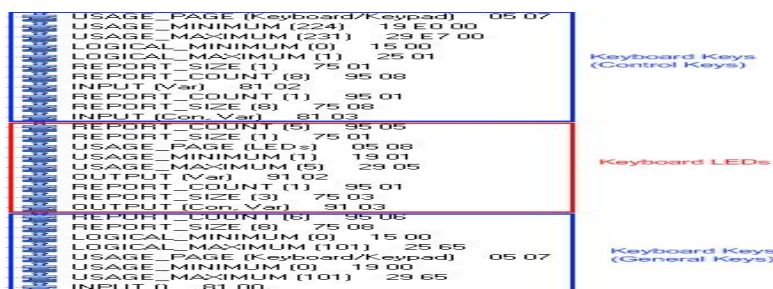 USAGE_PAGE (Keyboard/Keypad) 05 07
USAGE_MINIMUM (224) 19 E0 00
USAGE_MAXIMUM (231) 29 E7 00
LOGICAL_MINIMUM (0) 15 00
LOGICAL_MAXIMUM (1) 25 01
REPORT_SIZE (1) 75 01
REPORT_COUNT (8) 95 08
INPUT (Var) 81 02
REPORT_COUNT (1) 95 01
REPORT_SIZE (8) 75 08
INPUT (Con, Var) 81 03
Keyboard Keys
(Control Keys)
REPORT_COUNT (5) 95 05
REPORT_SIZE (1) 75 01
USAGE_PAGE (LEDs) 05 08
USAGE_MINIMUM (1) 19 01
USAGE_MAXIMUM (5) 29 05
OUTPUT (Var) 91 02
REPORT_COUNT (1) 95 01
REPORT_SIZE (3) 75 03
OUTPUT (Con, Var) 91 03
Keyboard LEDs
REPORT_COUNT (6) 95 06
REPORT_SIZE (8) 75 08
LOGICAL_MINIMUM (0) 15 00
LOGICAL_MAXIMUM (101) 25 65
USAGE_PAGE (Keyboard/Keypad) 05 07
USAGE_MINIMUM (0) 19 00
USAGE_MAXIMUM (101) 29 65
INPUT () 81 00
Keyboard Keys
(General Keys)